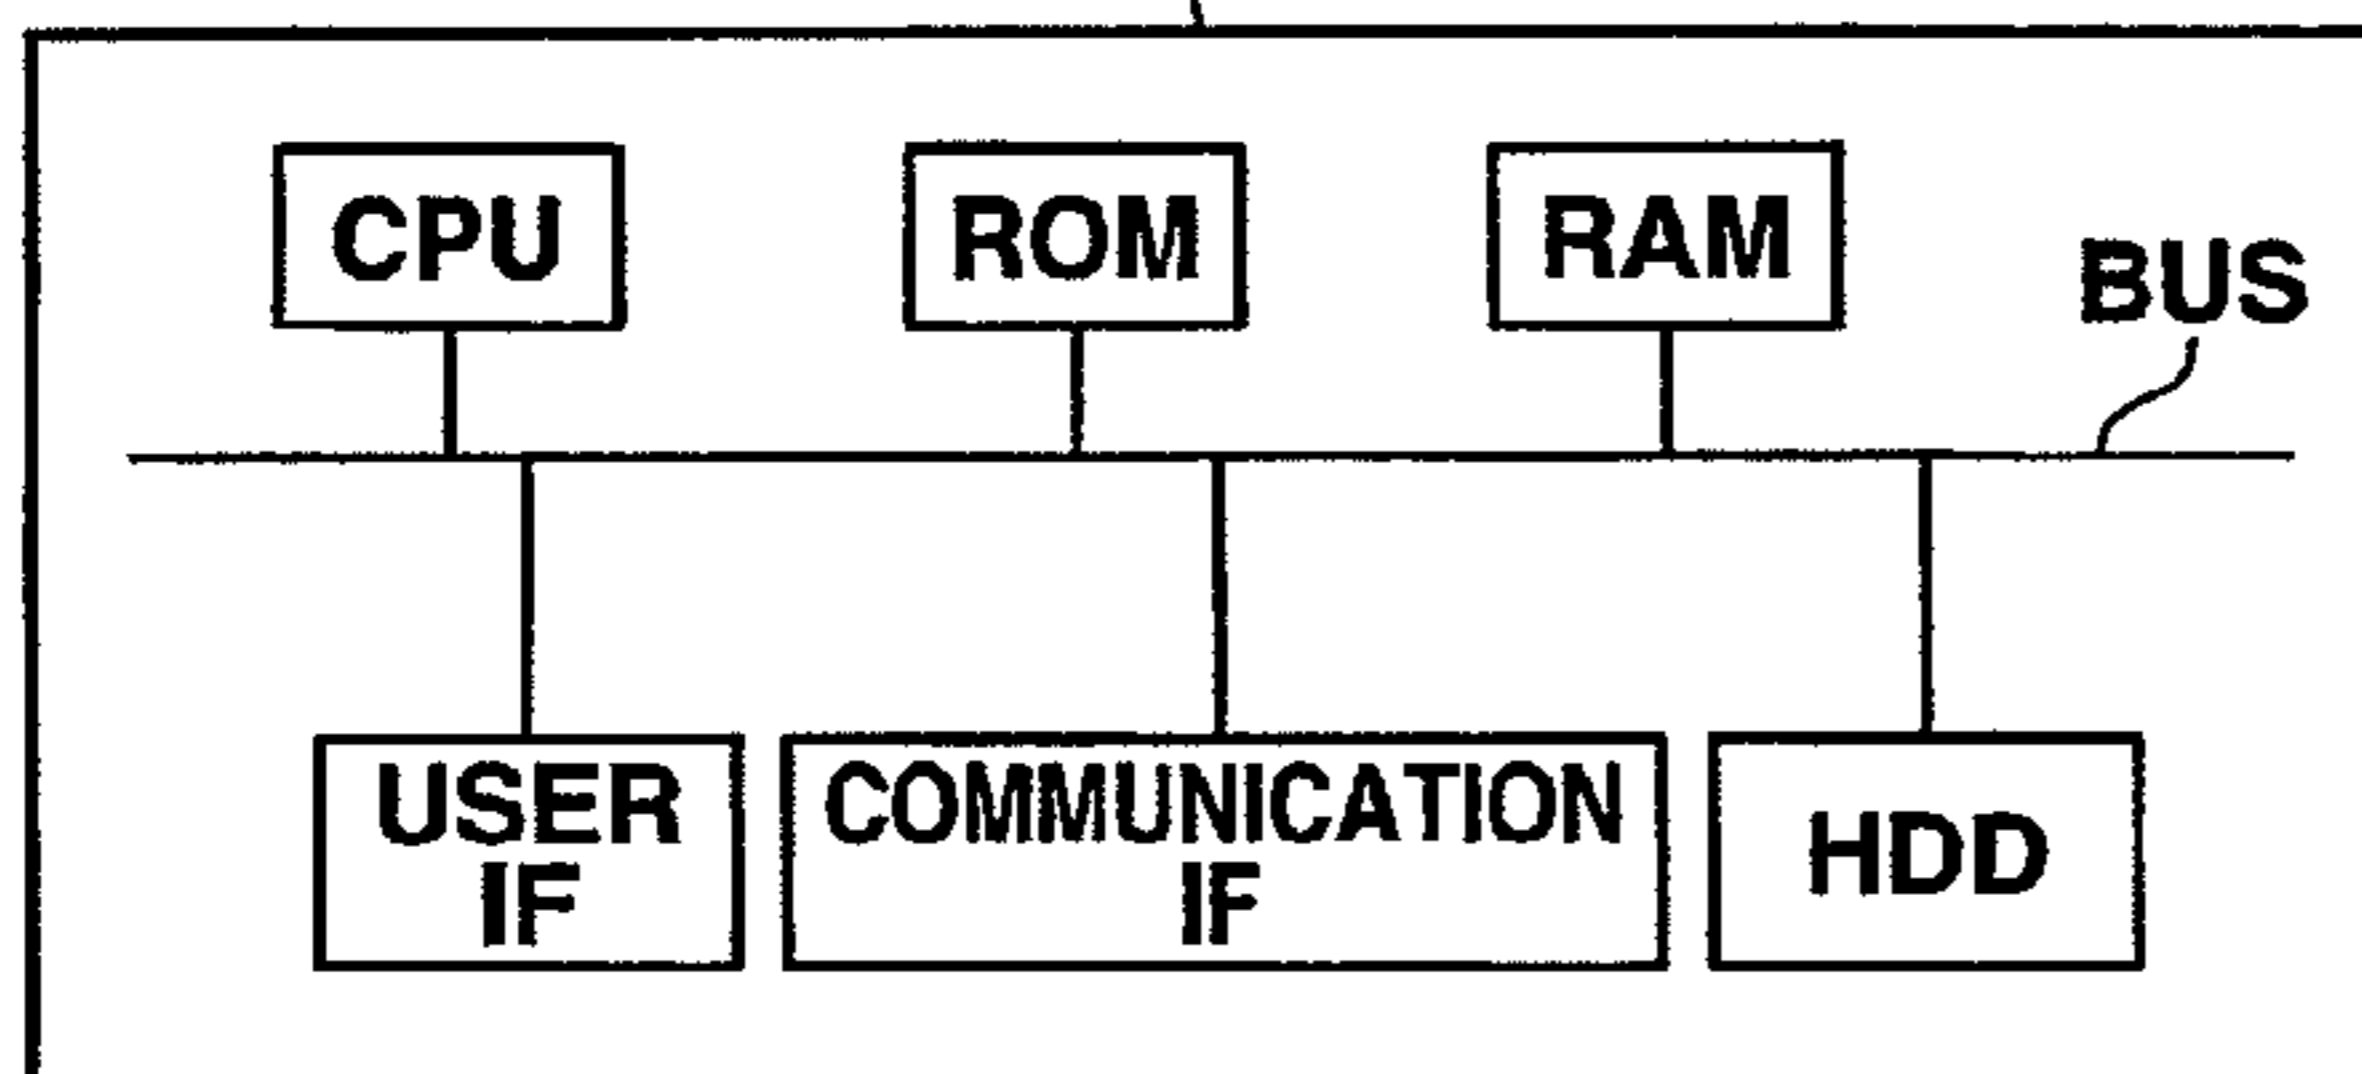 CPU
ROM
RAM
BUS
USER
IF
COMMUNICATION
IF
HDD